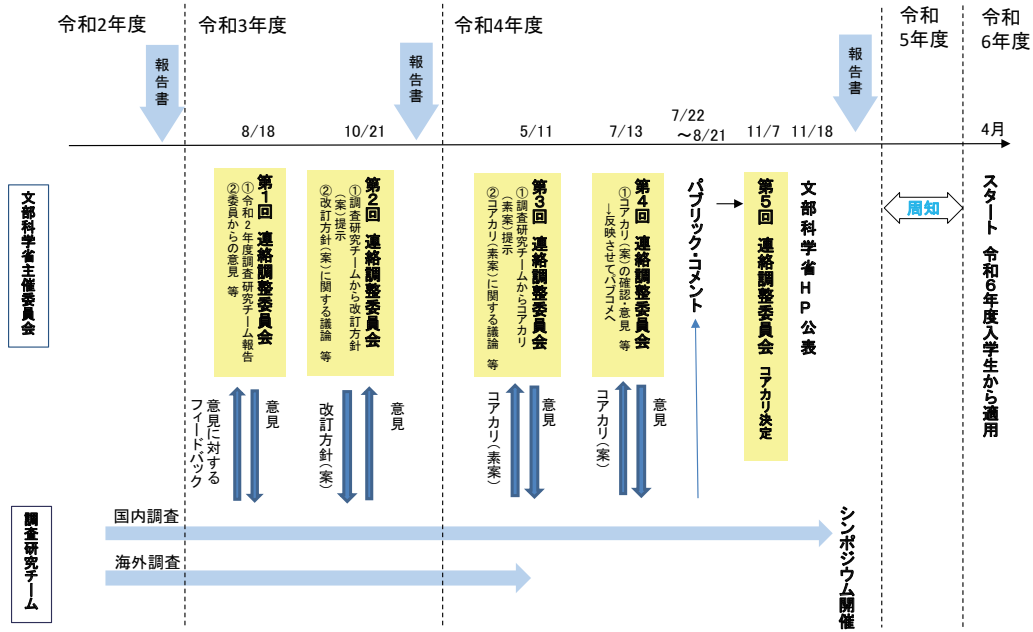 令和2年度
令和3年度
令和4年度
令和
5年度
令和
6年度
報告書
報告書
報告書
8/18
10/21
5/11
7/13
7/22
～8/21
11/7
11/18
4月
文部科学省主催委員会
第1回 連絡調整委員会
①令和2年度調査研究チーム報告
②委員からの意見 等
第2回 連絡調整委員会
①調査研究チームから改訂方針
(案)提示
②改訂方針(案)に関する議論 等
第3回 連絡調整委員会
①調査研究チームからコアカリ
(素案)提示
②コアカリ(素案)に関する議論 等
第4回 連絡調整委員会
①コアカリ(案)の確認・意見 等
→反映させてパブコメへ
パブリック・コメント
第5回 連絡調整委員会 コアカリ決定
文部科学省HP公表
周知
スタート 令和6年度入学生から適用
意見に対する
フィードバック
意見
改訂方針(案)
意見
コアカリ(素案)
意見
コアカリ(案)
意見
調査研究チーム
国内調査
海外調査
シンポジウム開催